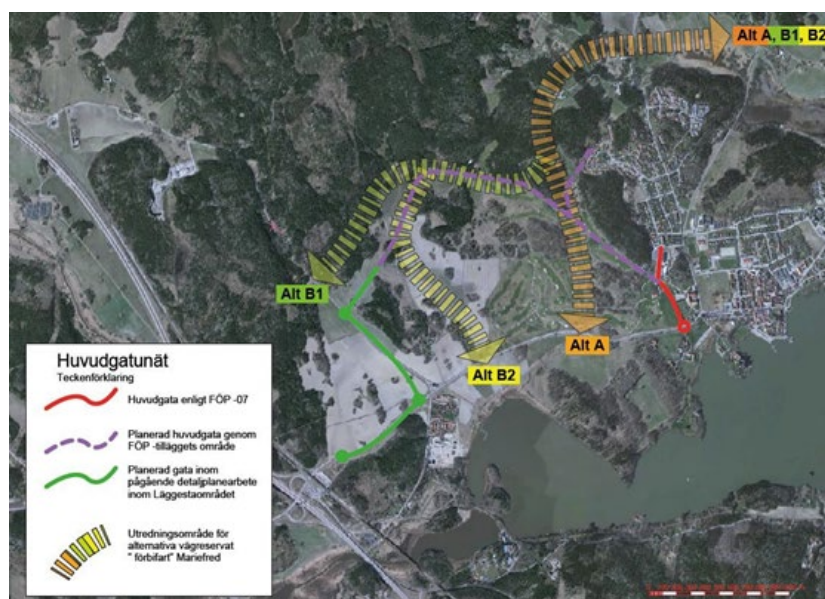 Alt A, B1, B2
Alt B1
Alt A
Alt B2
Huvudgatunät
Teckenförklaring
Huvudgata enligt FÖP -07
Planerad huvudgata genom
FÖP -tilläggets område
Planerad gata inom
pågående detaljplanearbete
inom Läggestaområdet
Utredningsområde för
alternativa vägreservat
" förbifart" Mariefred